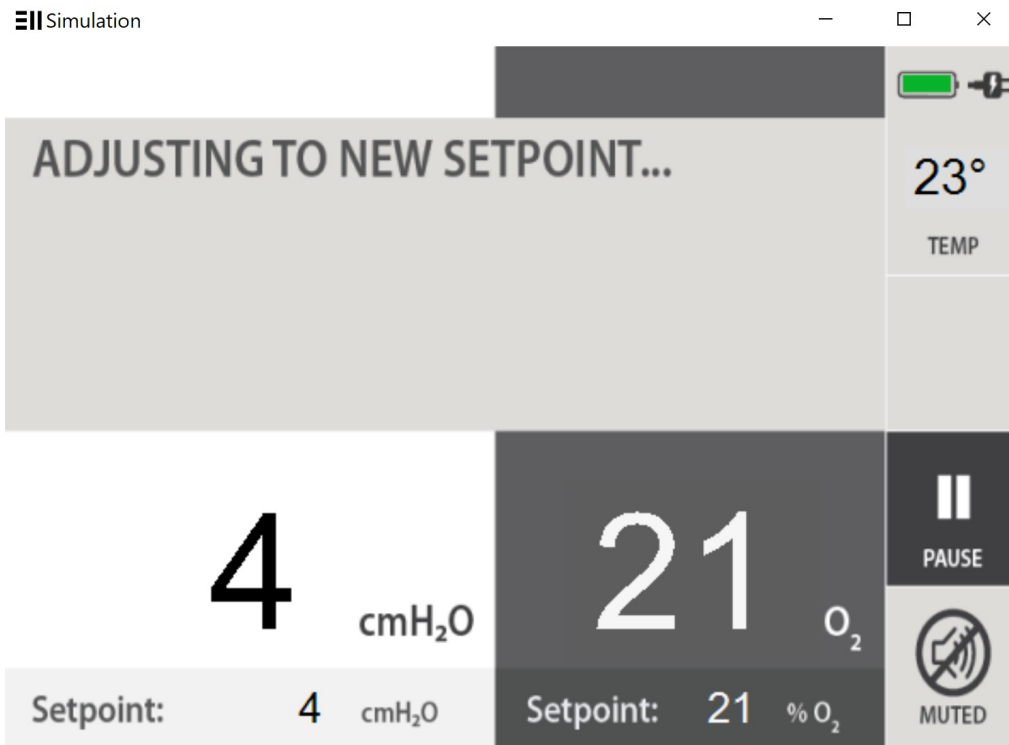 Simulation
ADJUSTING TO NEW SETPOINT...
23°
TEMP
4 cmH₂O
21 O₂
PAUSE
Setpoint: 4 cmH₂O
Setpoint: 21 % O₂
MUTED